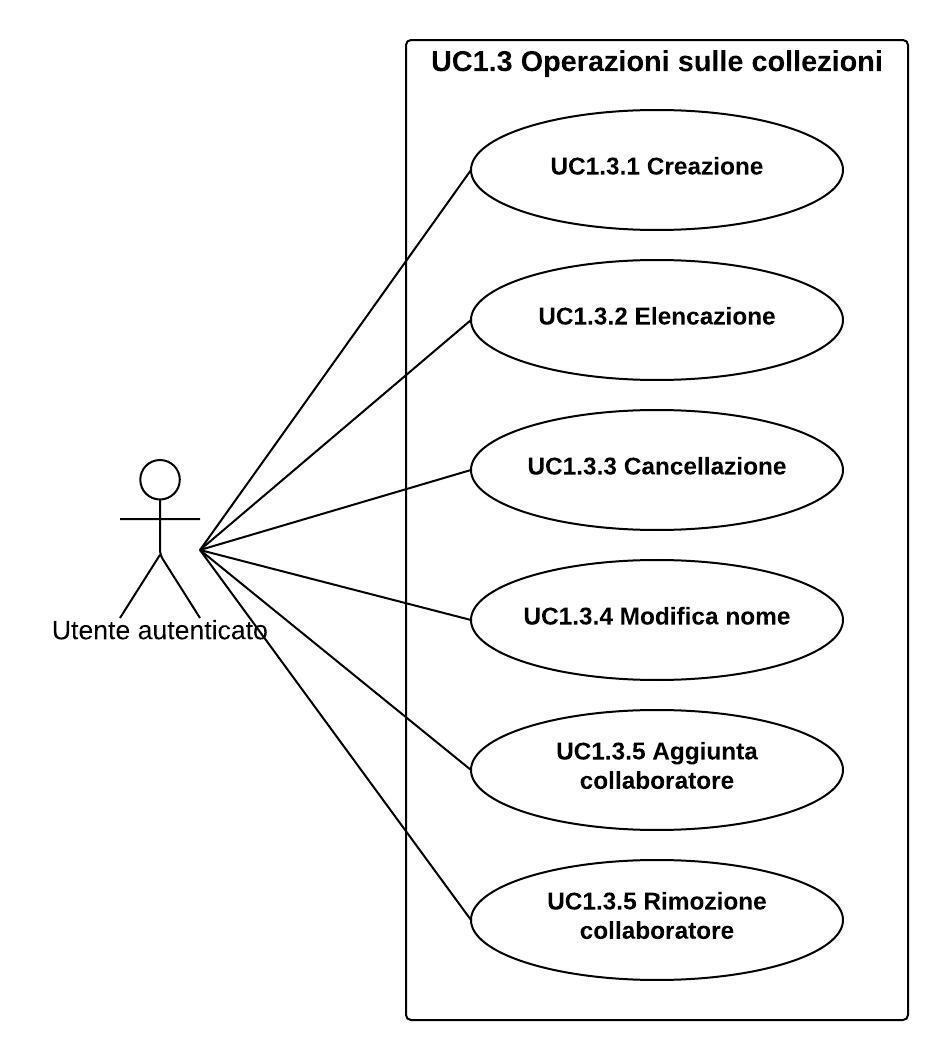 UC1.3 Operazioni sulle collezioni
UC1.3.1 Creazione
UC1.3.2 Elencazione
UC1.3.3 Cancellazione
Utente autenticato
UC1.3.4 Modifica nome
UC1.3.5 Aggiunta
collaboratore
UC1.3.5 Rimozione
collaboratore